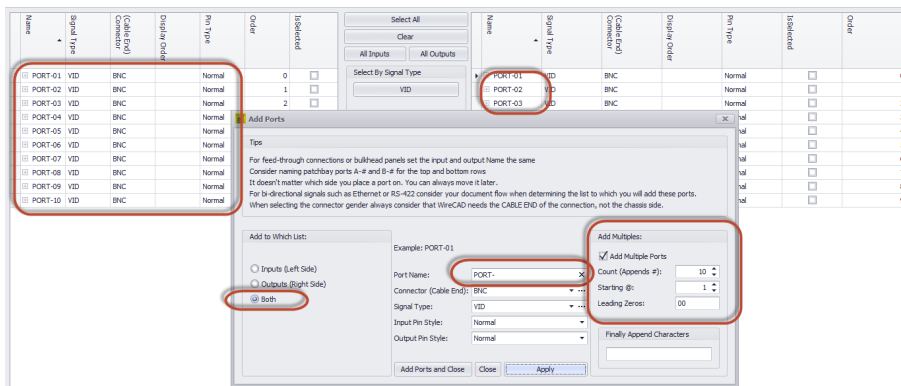 Name Signal Type (Cable End) Connector Display Order Pin Type Order IsSelected
Select All
Clear
All Inputs All Outputs
Select By Signal Type
VID
Name Signal Type (Cable End) Connector Display Order Pin Type IsSelected Order
PORT-01 VID BNC Normal 0
PORT-02 VID BNC Normal 1
PORT-03 VID BNC Normal 2
PORT-04 VID BNC Normal
PORT-05 VID BNC Normal
PORT-06 VID BNC Normal
PORT-07 VID BNC Normal
PORT-08 VID BNC Normal
PORT-09 VID BNC Normal
PORT-10 VID BNC Normal
PORT-01 VID BNC Normal
PORT-02 VID BNC Normal
PORT-03 VID BNC Normal
Add Ports
Tips
For feed-through connections or bulkhead panels set the input and output Name the same
Consider naming patchbay ports A-# and B-# for the top and bottom rows
It doesn't matter which side you place a port on. You can always move it later.
For bi-directional signals such as Ethernet or RS-422 consider your document flow when determining the list to which you will add these ports.
When selecting the connector gender always consider that WireCAD needs the CABLE END of the connection, not the chassis side.
Add to Which List:
Inputs (Left Side)
Outputs (Right Side)
Both
Example: PORT-01
Port Name: PORT-
Connector (Cable End): BNC
Signal Type: VID
Input Pin Style: Normal
Output Pin Style: Normal
Add Ports and Close Close Apply
Add Multiples:
Add Multiple Ports
Count (Appends #): 10
Starting @: 1
Leading Zeros: 00
Finally Append Characters